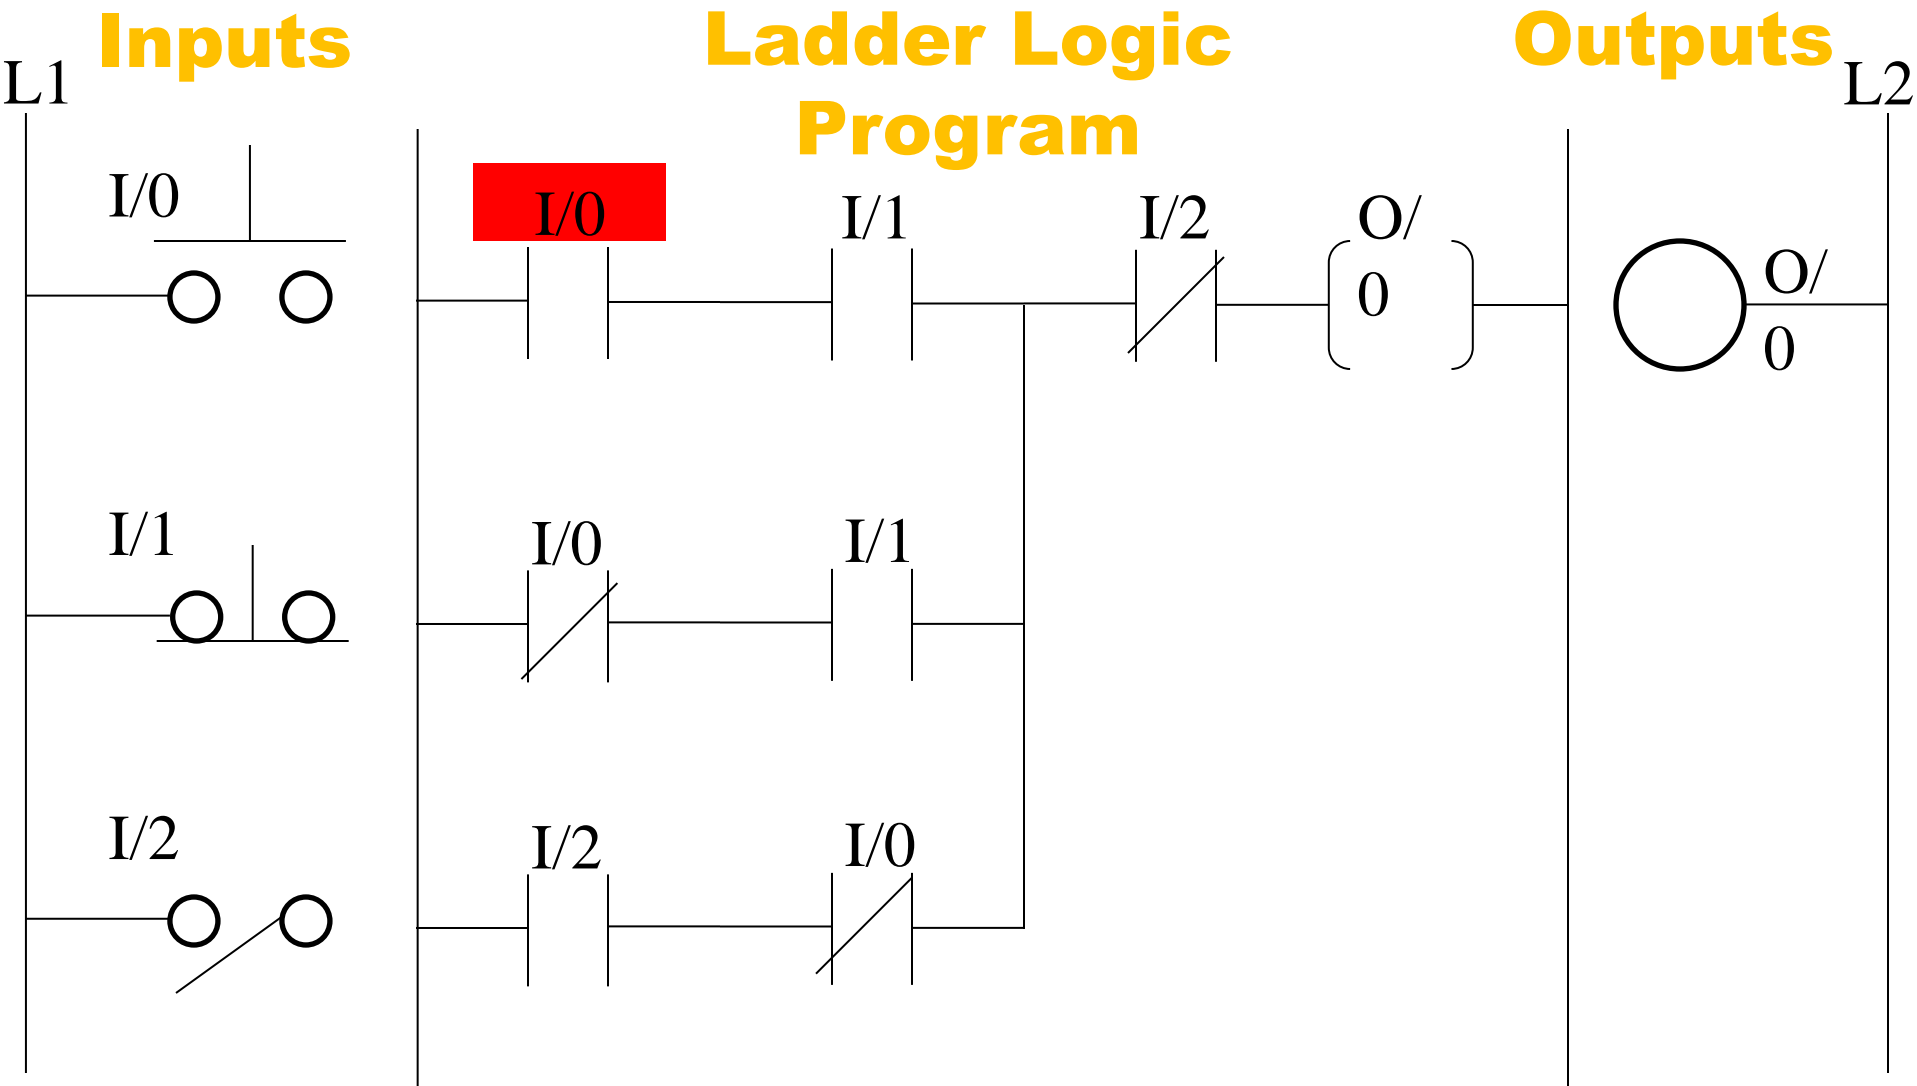 Inputs
Ladder Logic
Program
Outputs
L1
L2
I/0
I/0
I/1
I/2
O/
0
O/
0
I/1
I/0
I/1
I/2
I/2
I/0